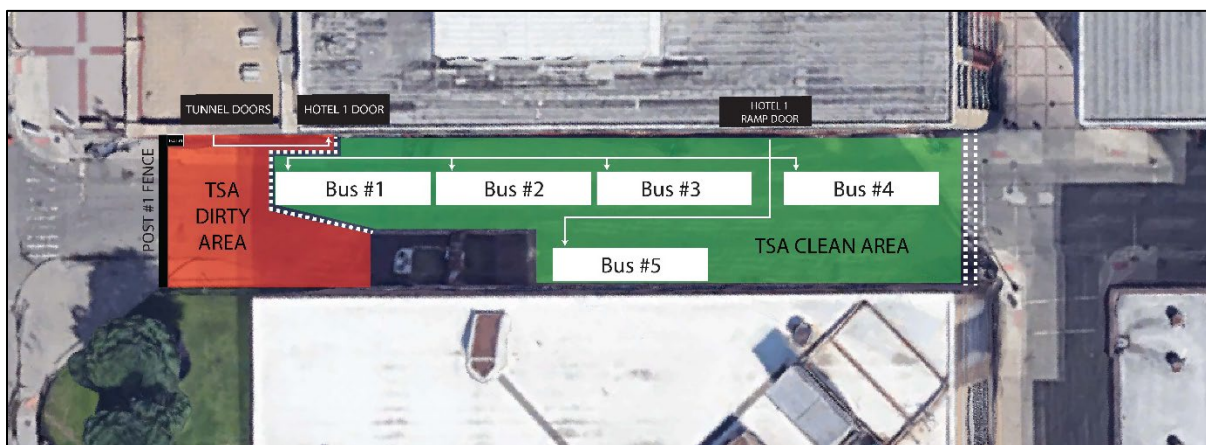 TUNNEL DOORS
HOTEL 1 DOOR
HOTEL 1
RAMP DOOR
POST #1 FENCE
TSA
DIRTY
AREA
Bus #1
Bus #2
Bus #3
Bus #4
Bus #5
TSA CLEAN AREA